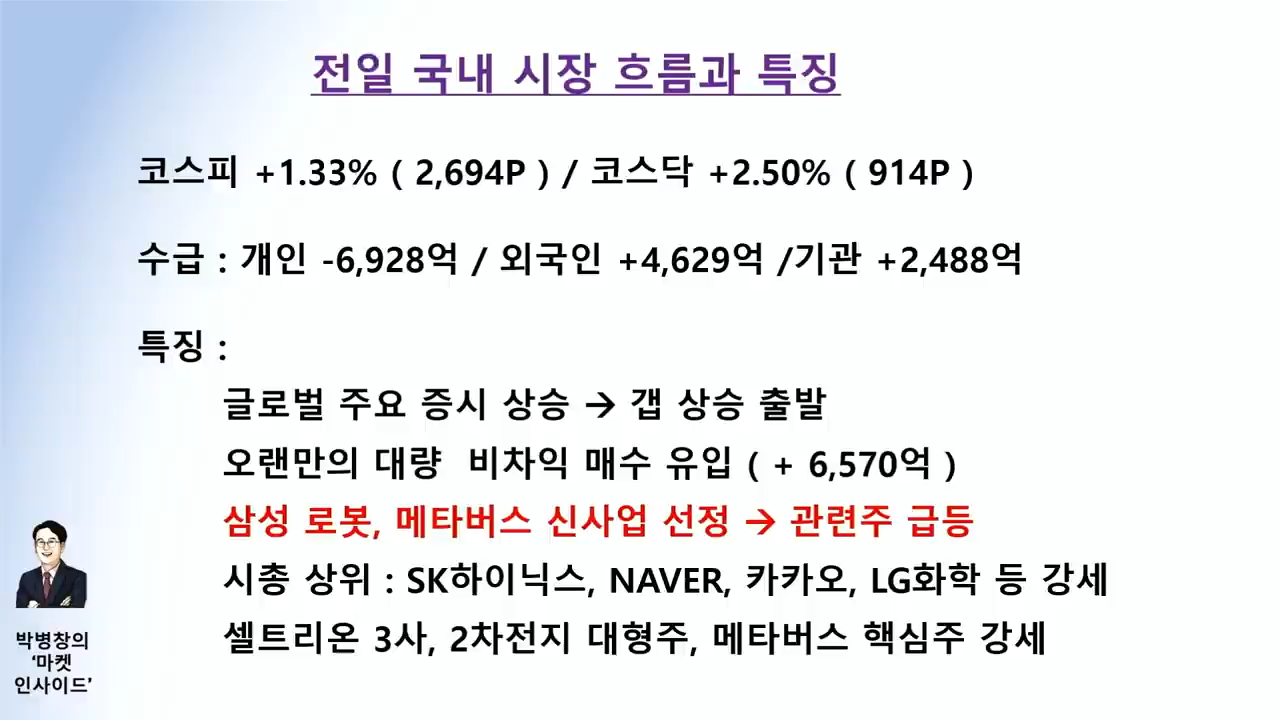 전일 국내 시장 흐름과 특징
코스피 +1.33% ( 2,694P ) / 코스닥 +2.50% ( 914P )
수급 : 개인 -6,928억 / 외국인 +4,629억 /기관 +2,488억
특징 :
글로벌 주요 증시 상승 → 갭 상승 출발
오랜만의 대량 비차익 매수 유입 ( + 6,570억 )
삼성 로봇, 메타버스 신사업 선정 → 관련주 급등
시총 상위 : SK하이닉스, NAVER, 카카오, LG화학 등 강세
셀트리온 3사, 2차전지 대형주, 메타버스 핵심주 강세
박병창의
‘마켓
인사이드’